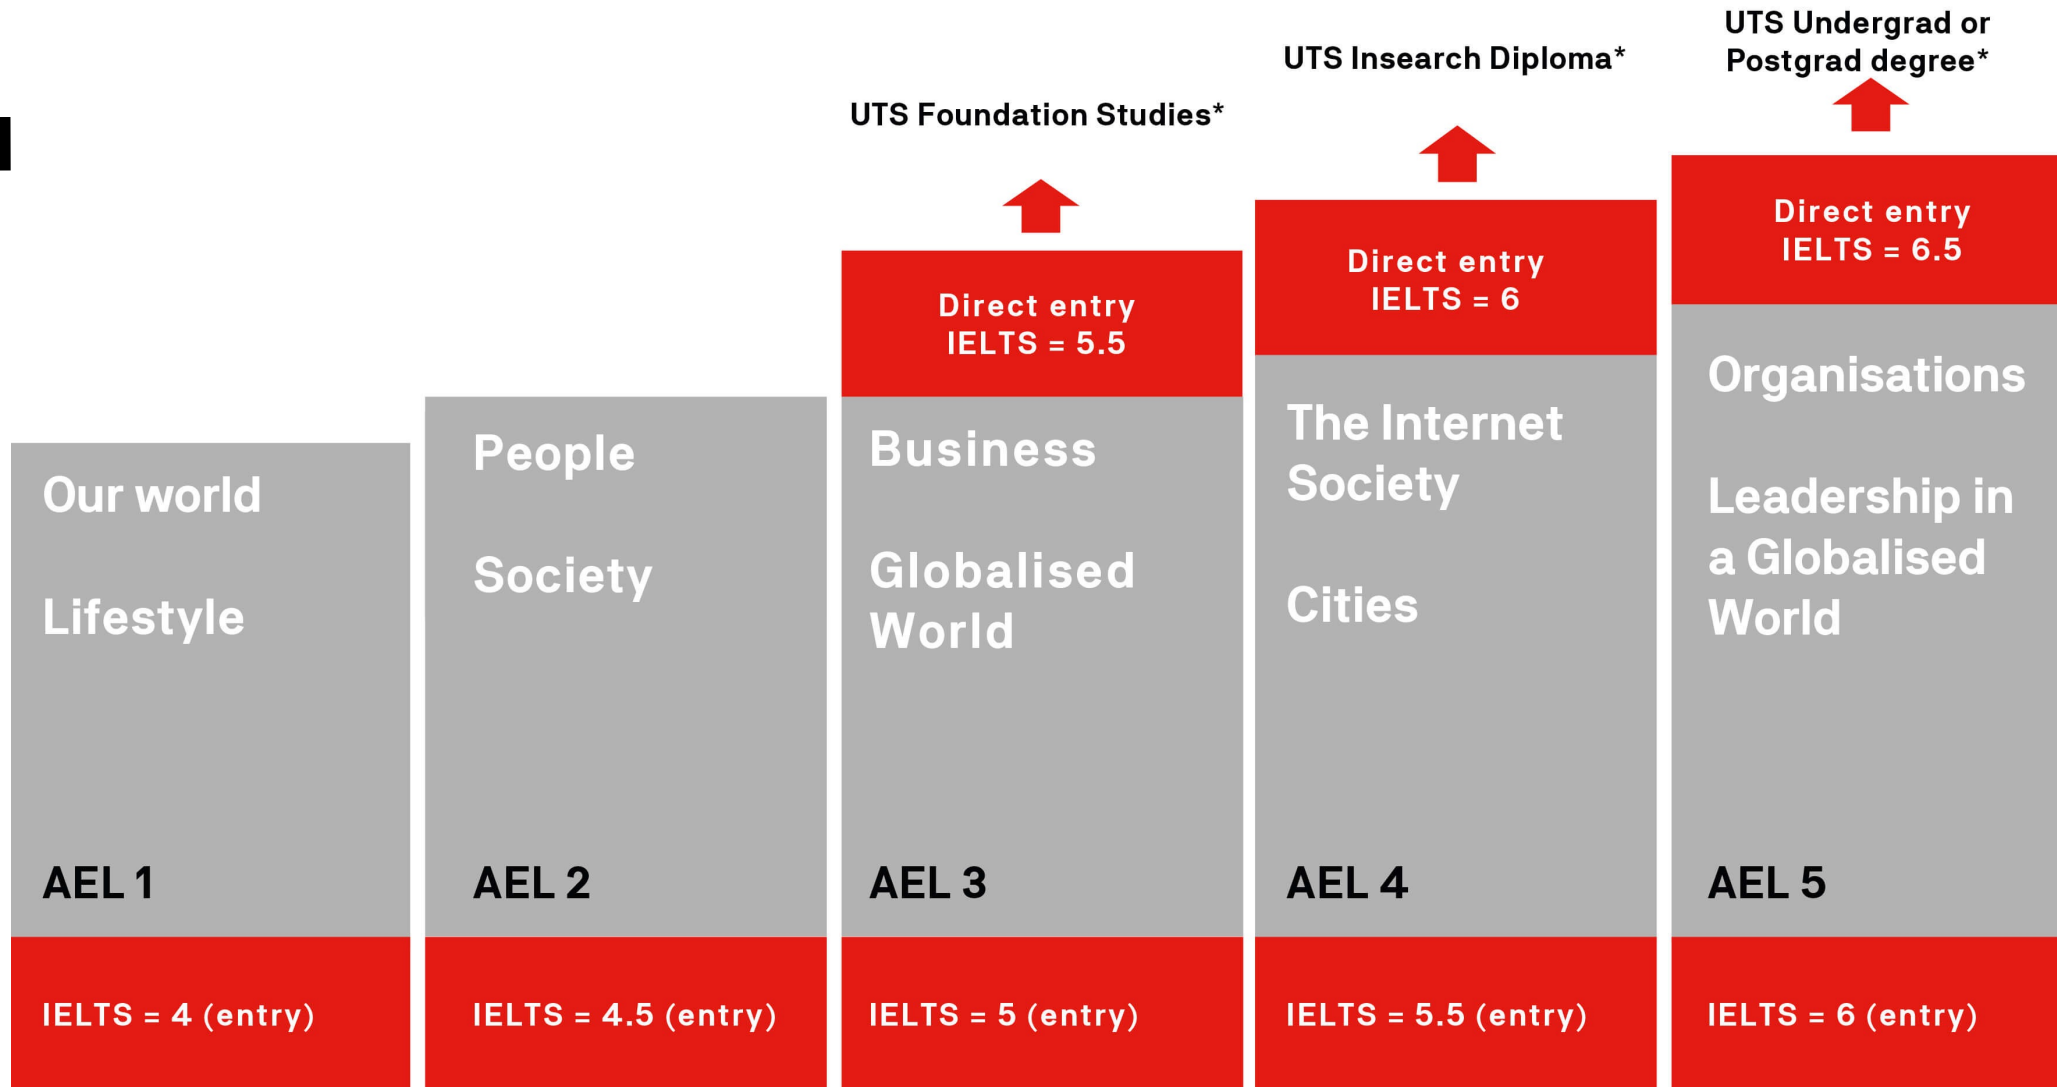 UTS Foundation Studies*
UTS Insearch Diploma*
UTS Undergrad or
Postgrad degree*
Direct entry
IELTS = 5.5
Direct entry
IELTS = 6
Direct entry
IELTS = 6.5
Our world
Lifestyle
AEL 1
IELTS = 4 (entry)
People
Society
AEL 2
IELTS = 4.5 (entry)
Business
Globalised
World
AEL 3
IELTS = 5 (entry)
The Internet
Society
Cities
AEL 4
IELTS = 5.5 (entry)
Organisations
Leadership in
a Globalised
World
AEL 5
IELTS = 6 (entry)